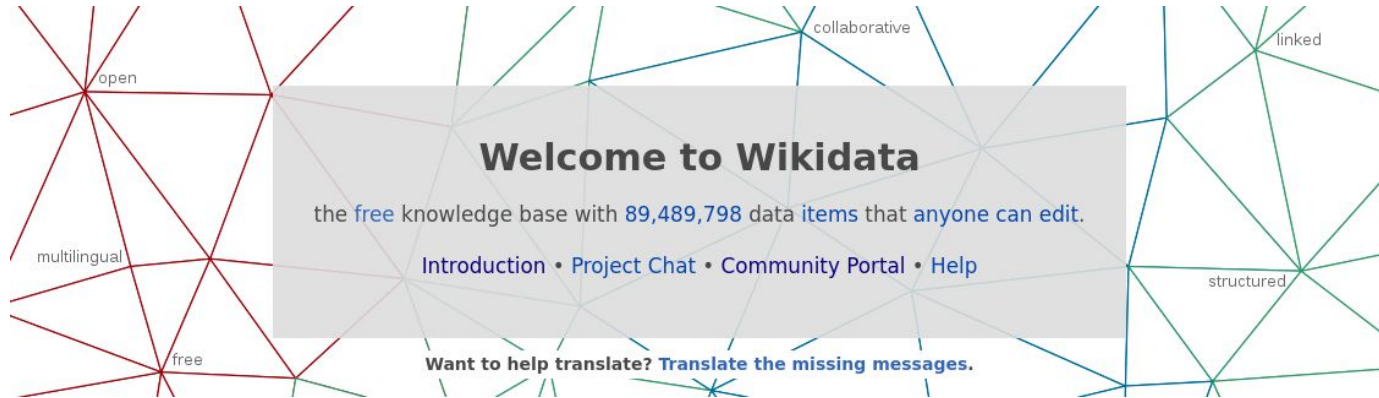 collaborative
linked
open
Welcome to Wikidata
the free knowledge base with 89,489,798 data items that anyone can edit.
multilingual
Introduction • Project Chat • Community Portal • Help
structured
free
Want to help translate? Translate the missing messages.